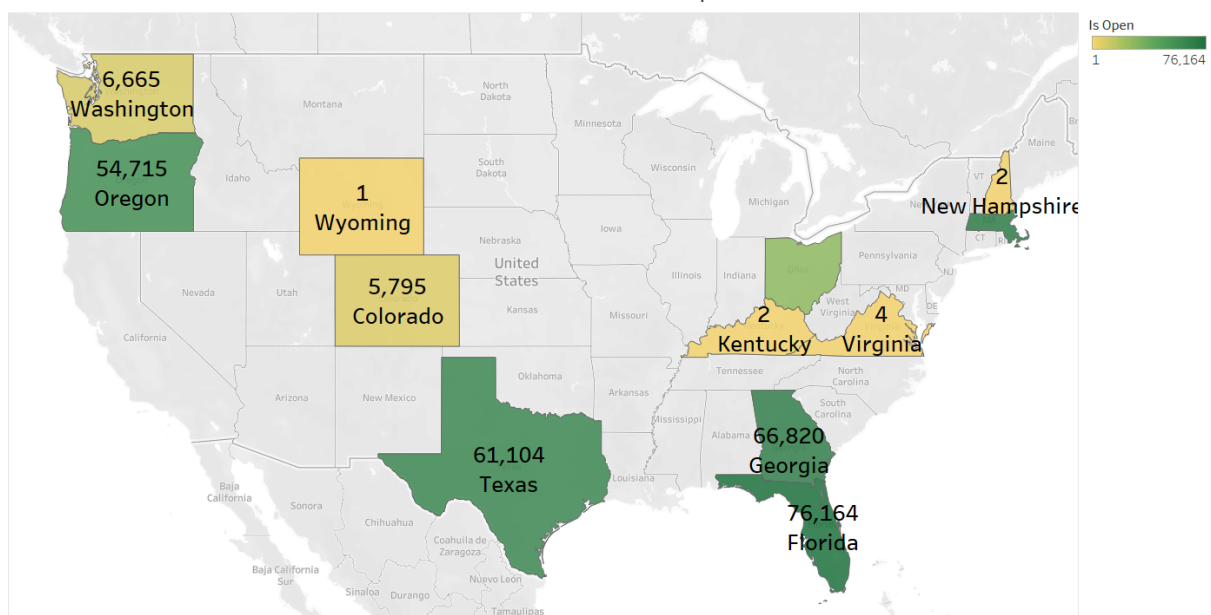 Is Open
1 76,164
6,665
Washington
54,715
Oregon
1
Wyoming
5,795
Colorado
61,104
Texas
2
Kentucky
4
Virginia
66,820
Georgia
76,164
Florida
2
New Hampshire
Montana
North
Dakota
Minnesota
South
Dakota
Idaho
Wisconsin
Michigan
Maine
VT
Nebraska
Iowa
United
States
Illinois
Indiana
Ohio
Pennsylvania
CT
RI
NJ
MD
DE
West
Virginia
Nevada
Utah
Kansas
Missouri
California
Tennessee
North
Carolina
Oklahoma
Arkansas
South
Carolina
Arizona
New Mexico
Mississippi
Alabama
Louisiana
Baja
California
Sonora
Chihuahua
Coahuila de
Zaragoza
Baja California
Sur
Sinaloa
Durango
Nuevo León
Tamaulipas